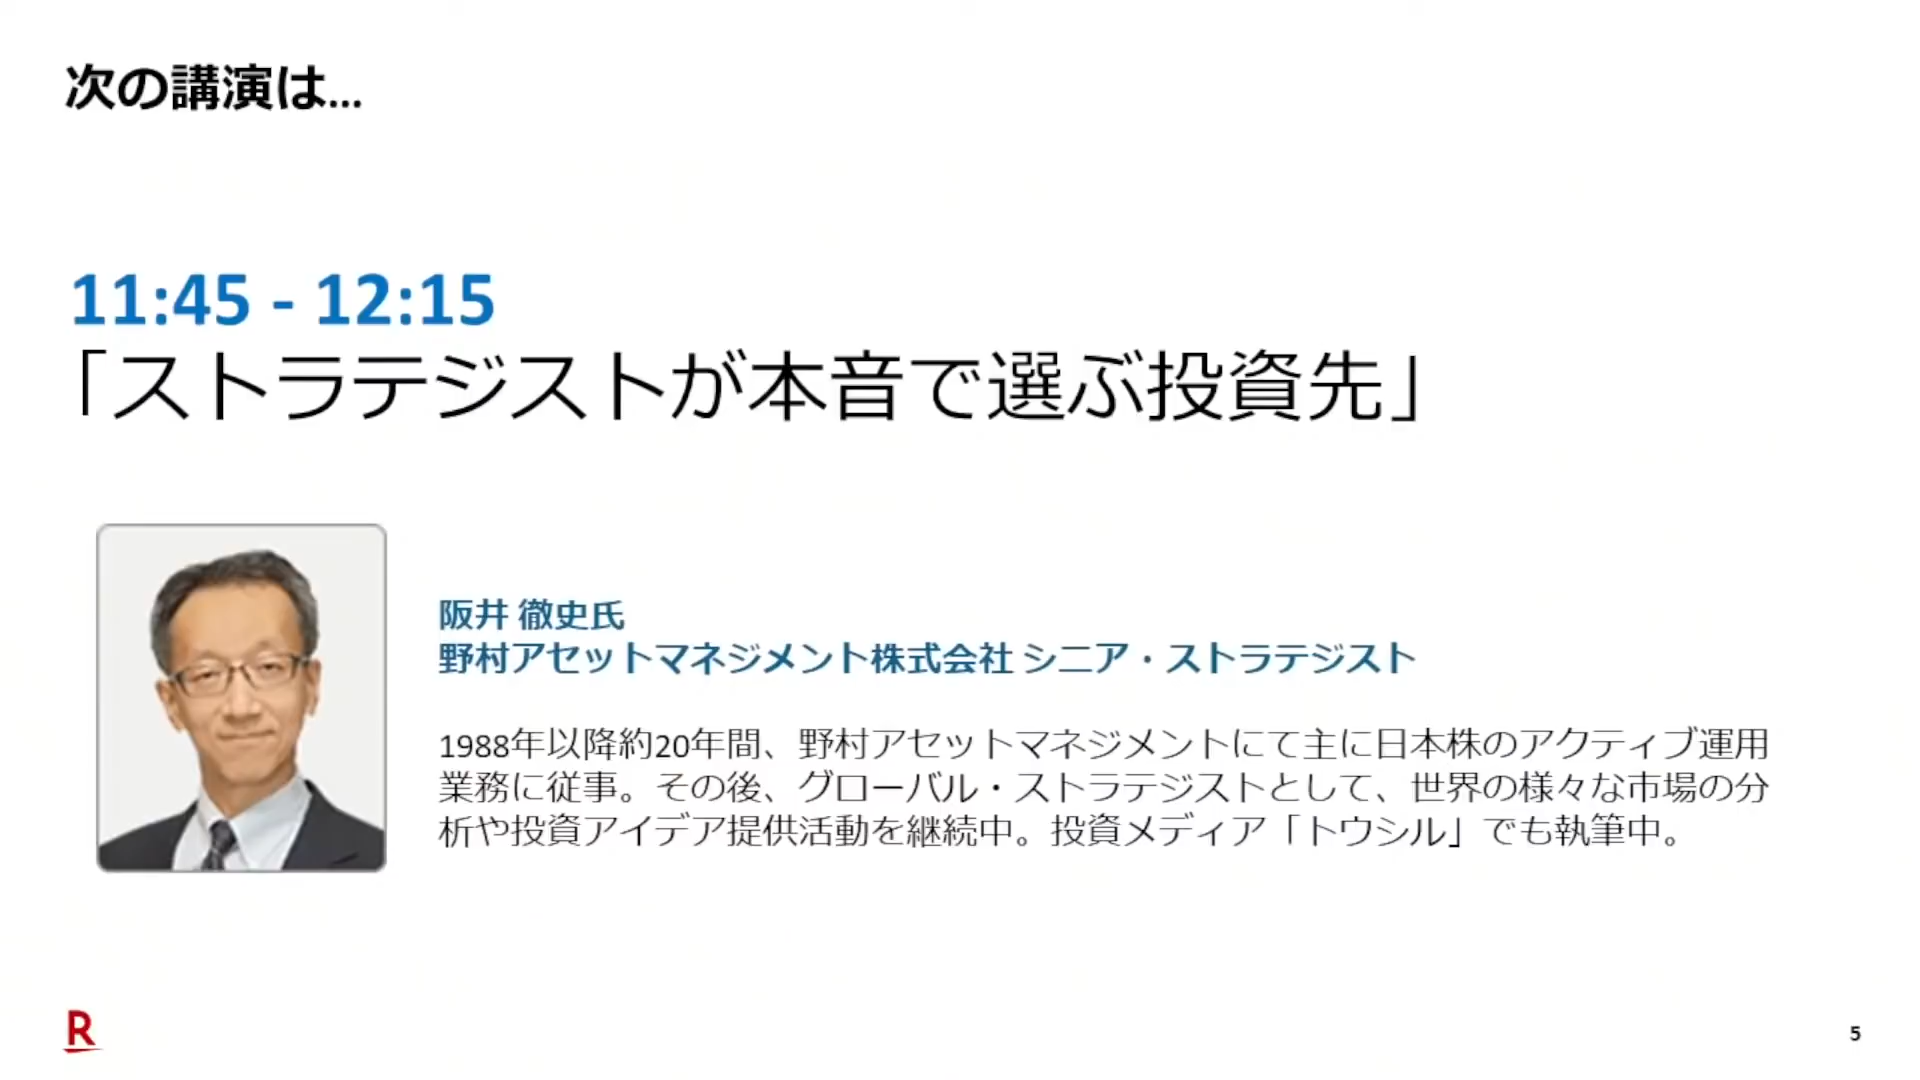 次の講演は...
11:45 - 12:15
「ストラテジストが本音で選ぶ投資先」
阪井 徹史氏
野村アセットマネジメント株式会社 シニア・ストラテジスト
1988年以降約20年間、野村アセットマネジメントにて主に日本株のアクティブ運用
業務に従事。その後、グローバル・ストラテジストとして、世界の様々な市場の分
析や投資アイデア提供活動を継続中。投資メディア「トウシル」でも執筆中。
R
5